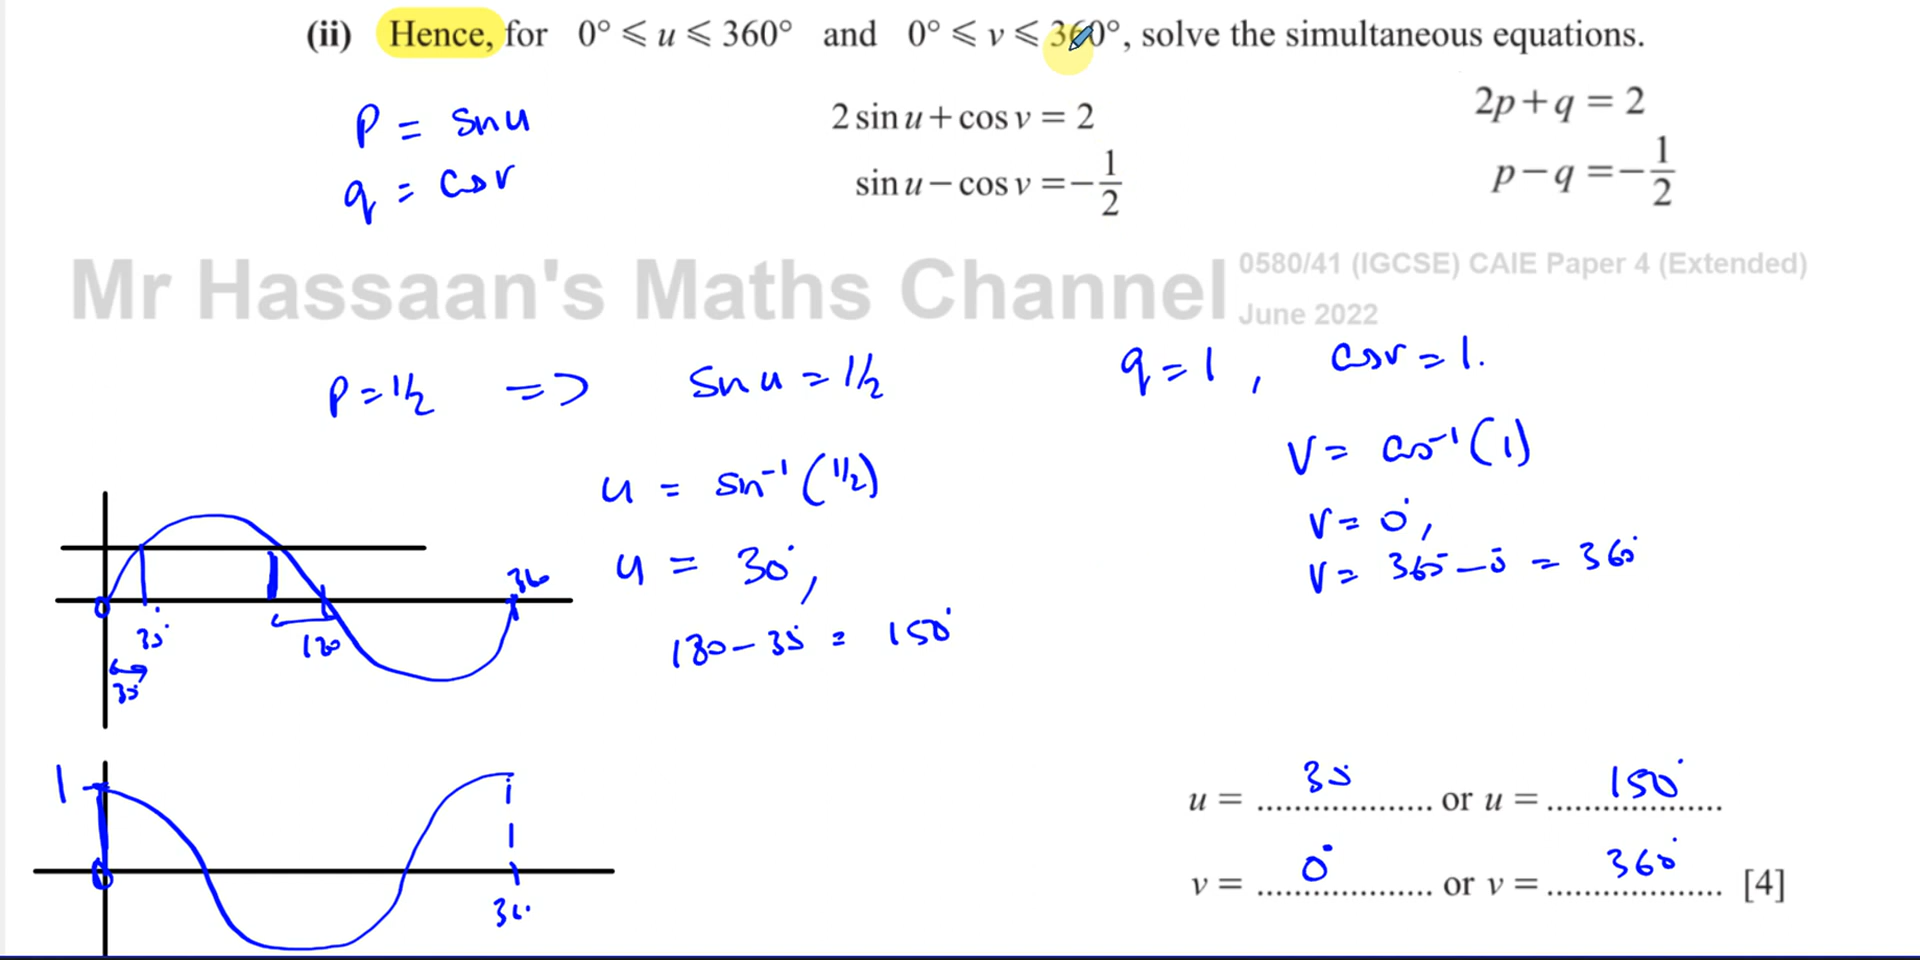 (ii) Hence, for 0° ⩽ u ⩽ 360° and 0° ⩽ v ⩽ 360°, solve the simultaneous equations.
P = sin u
q = cos v
2 sin u + cos v = 2
sin u − cos v = −1/2
2p + q = 2
p − q = −1/2
Mr Hassaan's Maths Channel
0580/41 (IGCSE) CAIE Paper 4 (Extended)
June 2022
P = 1/2 => sin u = 1/2
q = 1, cos v = 1.
u = sin⁻¹ (1/2)
u = 30°,
180 − 30 = 150°
V = cos⁻¹ (1)
V = 0°,
V = 360 − 0 = 360°
0
30°
30°
180
360
1
0
360
u = 30 or u = 150°
v = 0° or v = 360° [4]